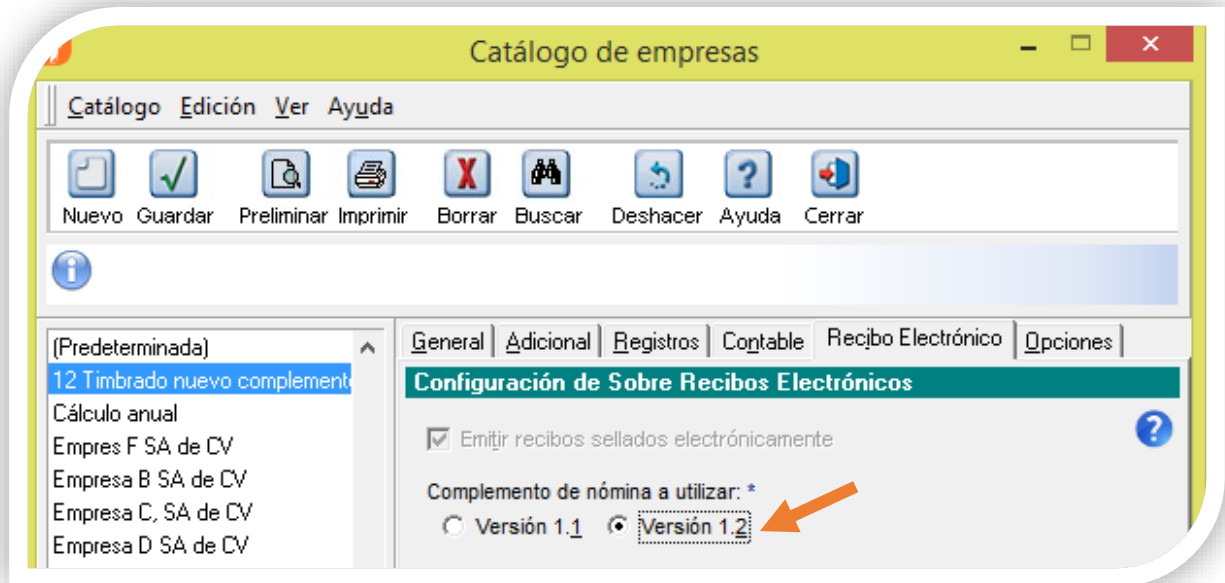 Catálogo de empresas
Catálogo Edición Ver Ayuda
Nuevo Guardar Preliminar Imprimir Borrar Buscar Deshacer Ayuda Cerrar
(Predeterminada)
12 Timbrado nuevo complement
Cálculo anual
Empres F SA de CV
Empresa B SA de CV
Empresa C, SA de CV
Empresa D SA de CV
General Adicional Registros Contable Recibo Electrónico Opciones
Configuración de Sobre Recibos Electrónicos
Emitir recibos sellados electrónicamente
Complemento de nómina a utilizar: *
Versión 1.1 Versión 1.2